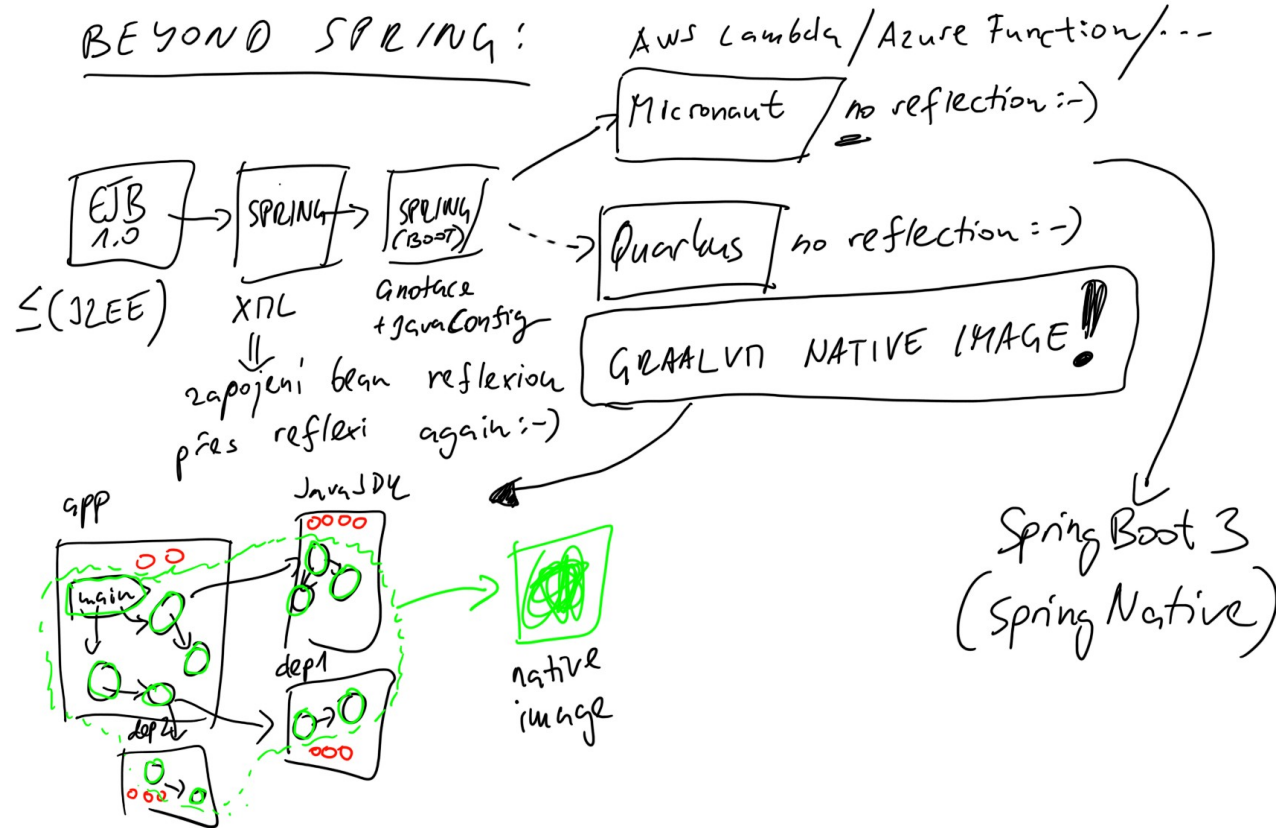 BEYOND SPRING:
AWS Lambda/Azure Function/...
Micronaut
no reflection :-)
EJB
1.0
SPRING
SPRING
(BOOT)
Quarkus
no reflection :-)
≤(J2EE)
XML
anotace
+JavaConfig
GRAALVM NATIVE IMAGE!
zapojení bean
přes reflexi
reflexion
again :-)
app
Java JDK
main
dep1
dep2
native
image
Spring Boot 3
(Spring Native)